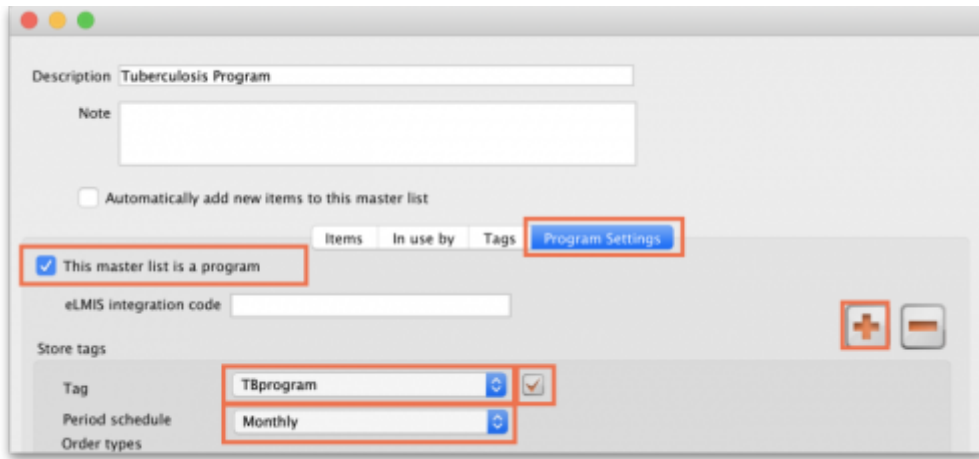 Description Tuberculosis Program
Note
Automatically add new items to this master list
Items In use by Tags Program Settings
This master list is a program
eLMIS integration code
Store tags
Tag TBprogram
Period schedule Monthly
Order types